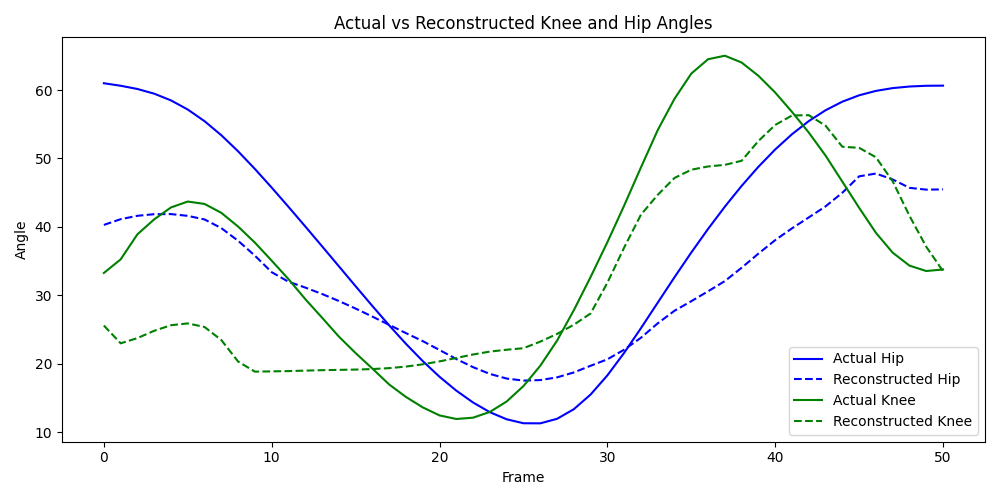 Actual vs Reconstructed Knee and Hip Angles
Angle
60
50
40
30
20
10
0
10
20
30
40
50
Frame
Actual Hip
Reconstructed Hip
Actual Knee
Reconstructed Knee